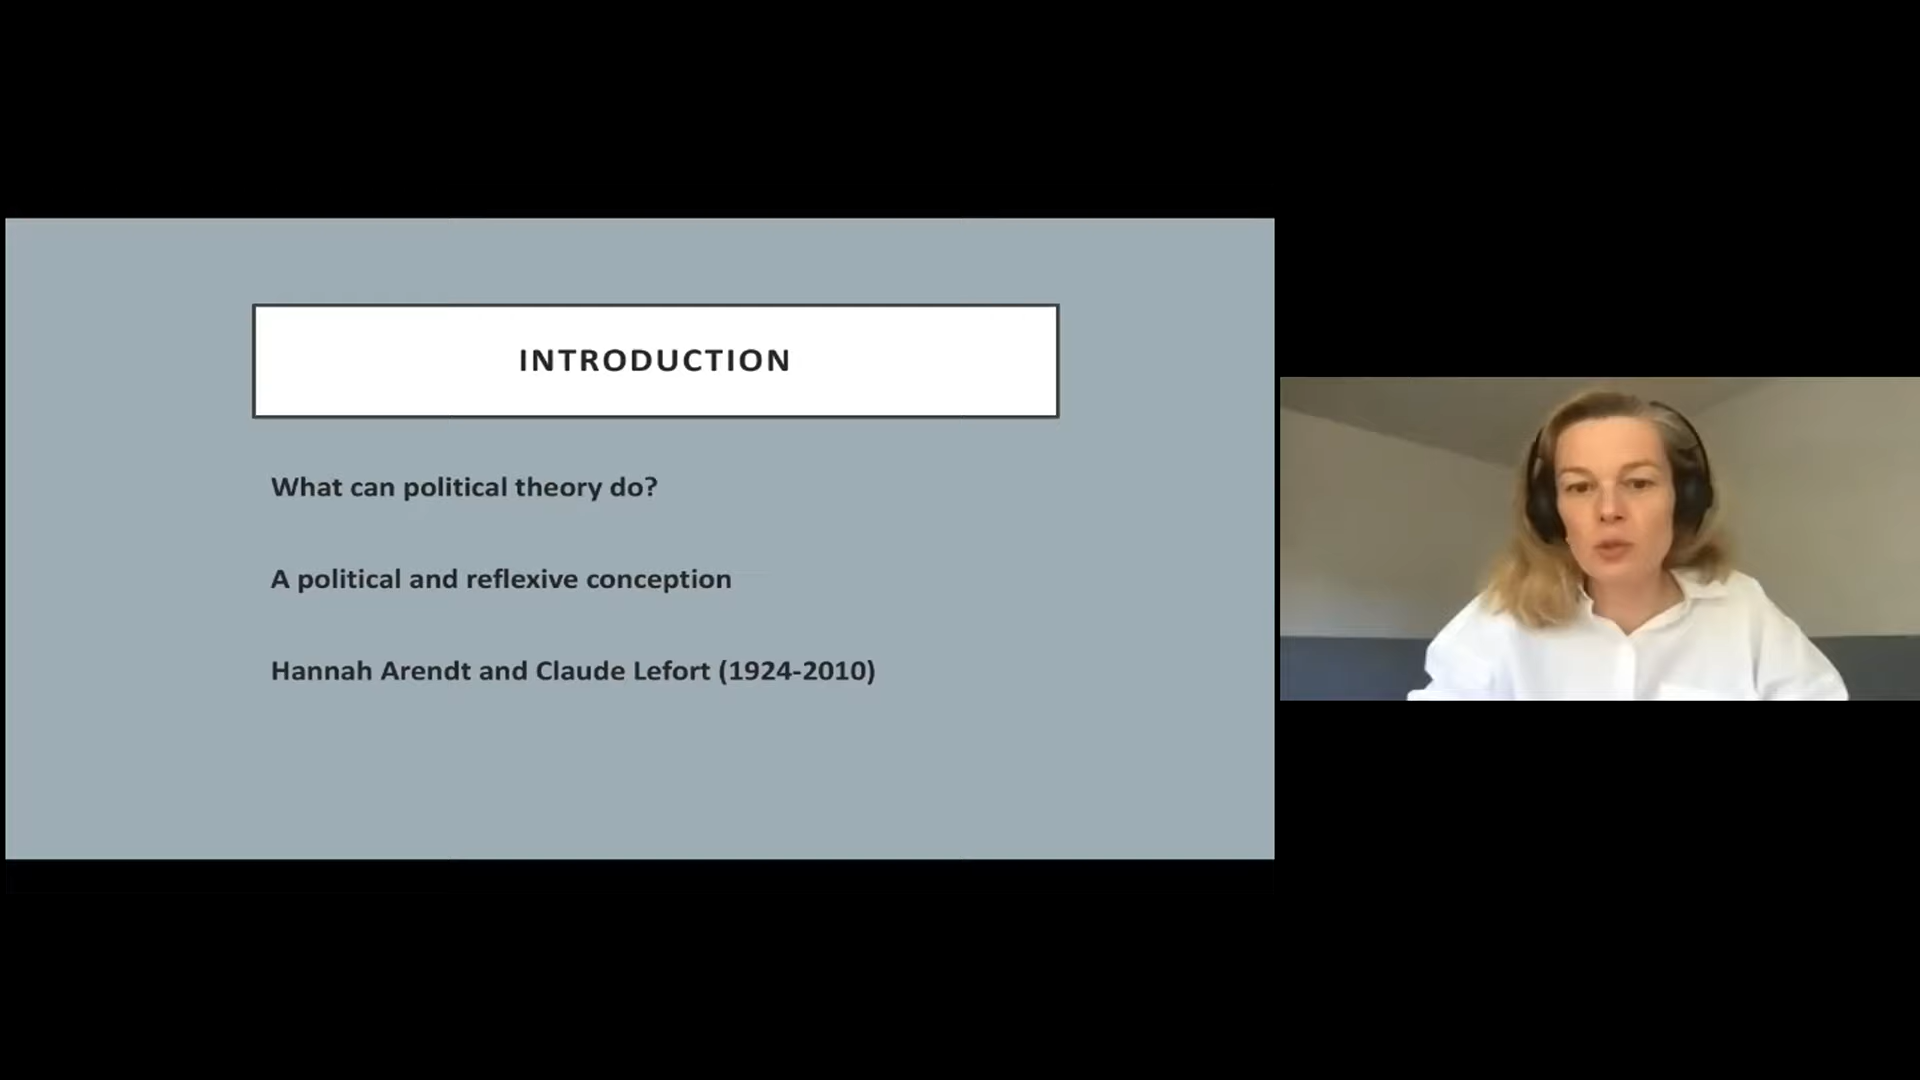 INTRODUCTION
What can political theory do?
A political and reflexive conception
Hannah Arendt and Claude Lefort (1924-2010)